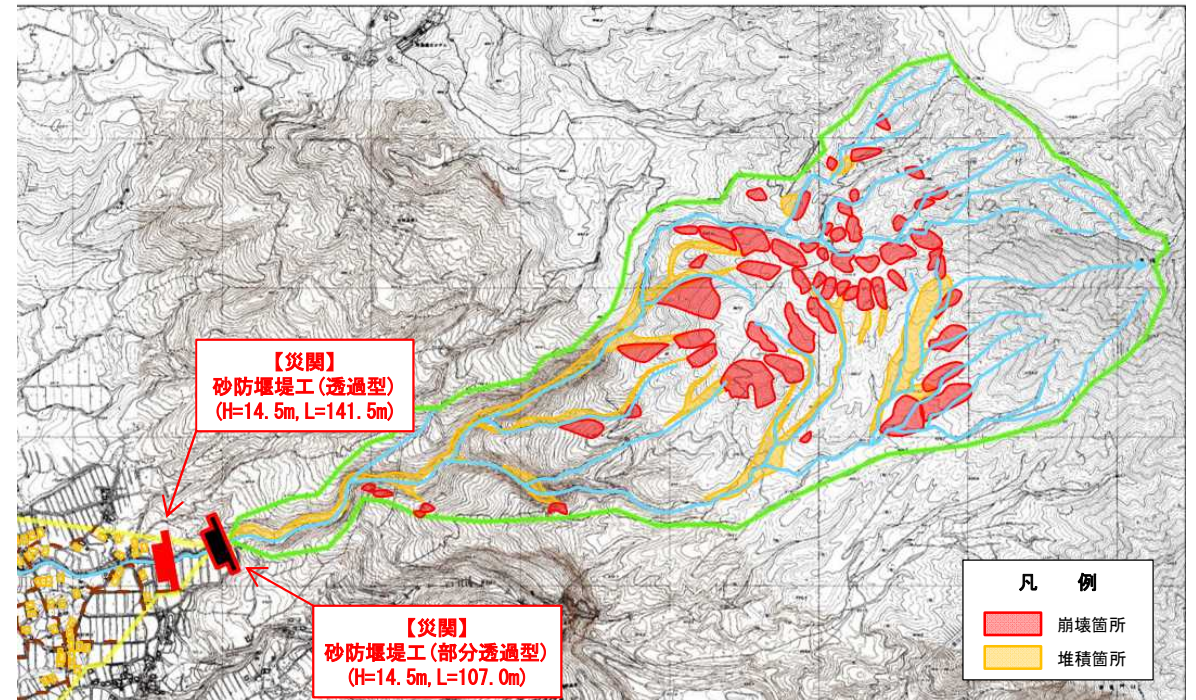 【災関】
砂防堰堤工(透過型)
(H=14.5m, L=141.5m)
【災関】
砂防堰堤工(部分透過型)
(H=14.5m, L=107.0m)
凡 例
崩壊箇所
堆積箇所